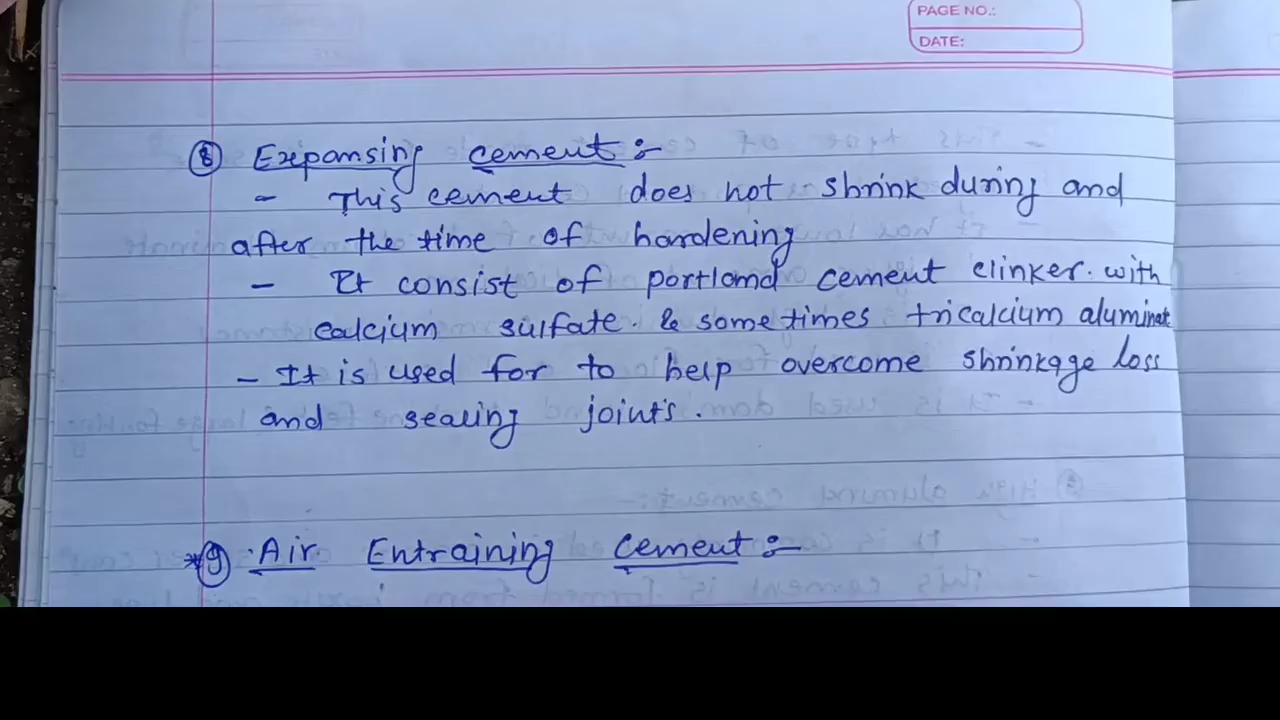 PAGE NO.:
DATE:
⑧ Expansing cement :-
- This cement does not shrink during and
after the time of hardening
- It consist of portland cement clinker. with
calcium sulfate. & sometimes tricalcium aluminate
- It is used for to help overcome shrinkage loss
and sealing joints.
*⑨ Air Entraining Cement :-